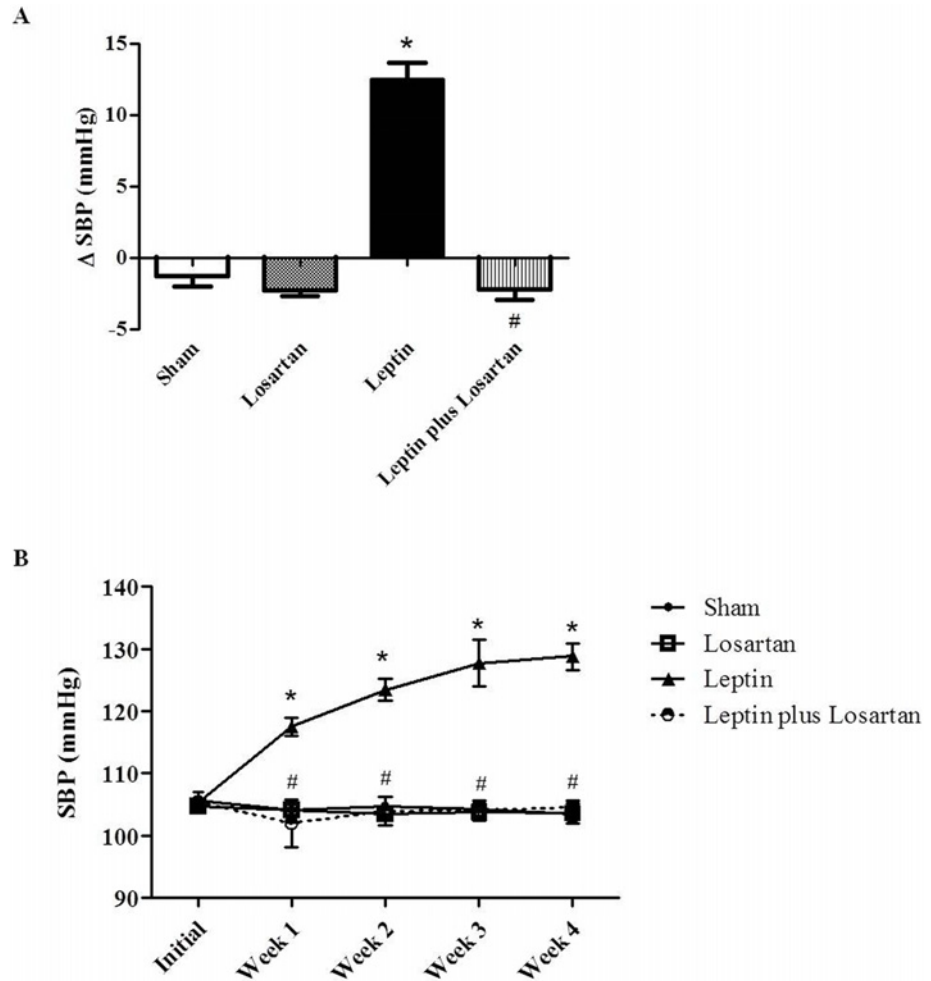 A
15
*
10
5
0
-5
Δ SBP (mmHg)
#
Sham
Losartan
Leptin
Leptin plus Losartan
B
140
130
120
110
100
90
SBP (mmHg)
* * * *
# # # #
Initial
Week 1
Week 2
Week 3
Week 4
Sham
Losartan
Leptin
Leptin plus Losartan